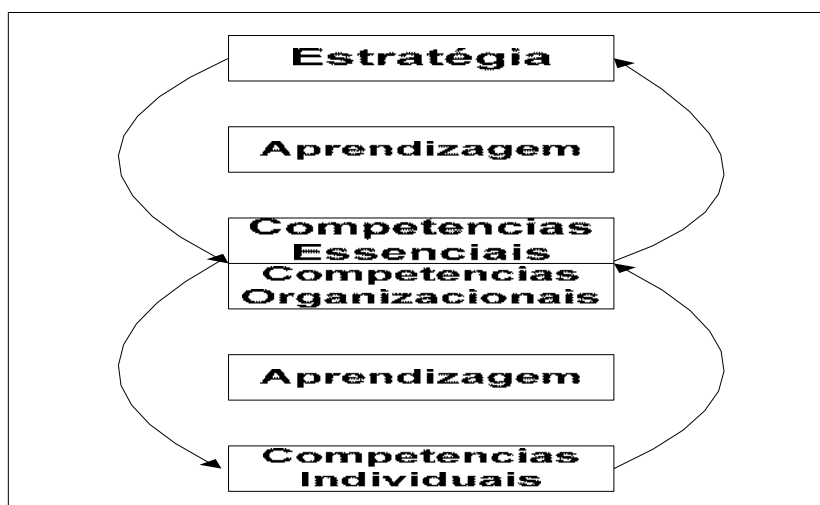 Estratégia
Aprendizagem
Competencias
Essenciais
Competencias
Organizacionais
Aprendizagem
Competencias
Individuais